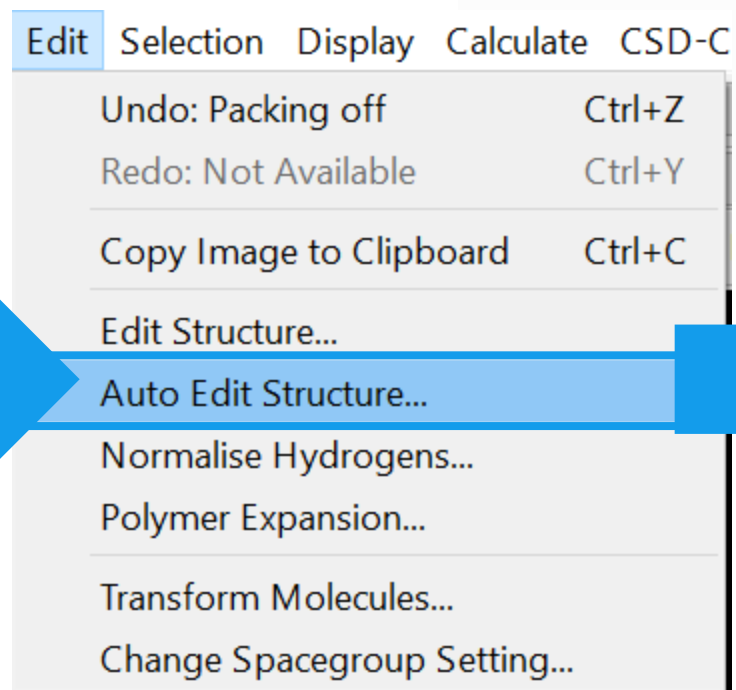 Edit Selection Display Calculate CSD-C
Undo: Packing off Ctrl+Z
Redo: Not Available Ctrl+Y
Copy Image to Clipboard Ctrl+C
Edit Structure...
Auto Edit Structure...
Normalise Hydrogens...
Polymer Expansion...
Transform Molecules...
Change Spacegroup Setting...